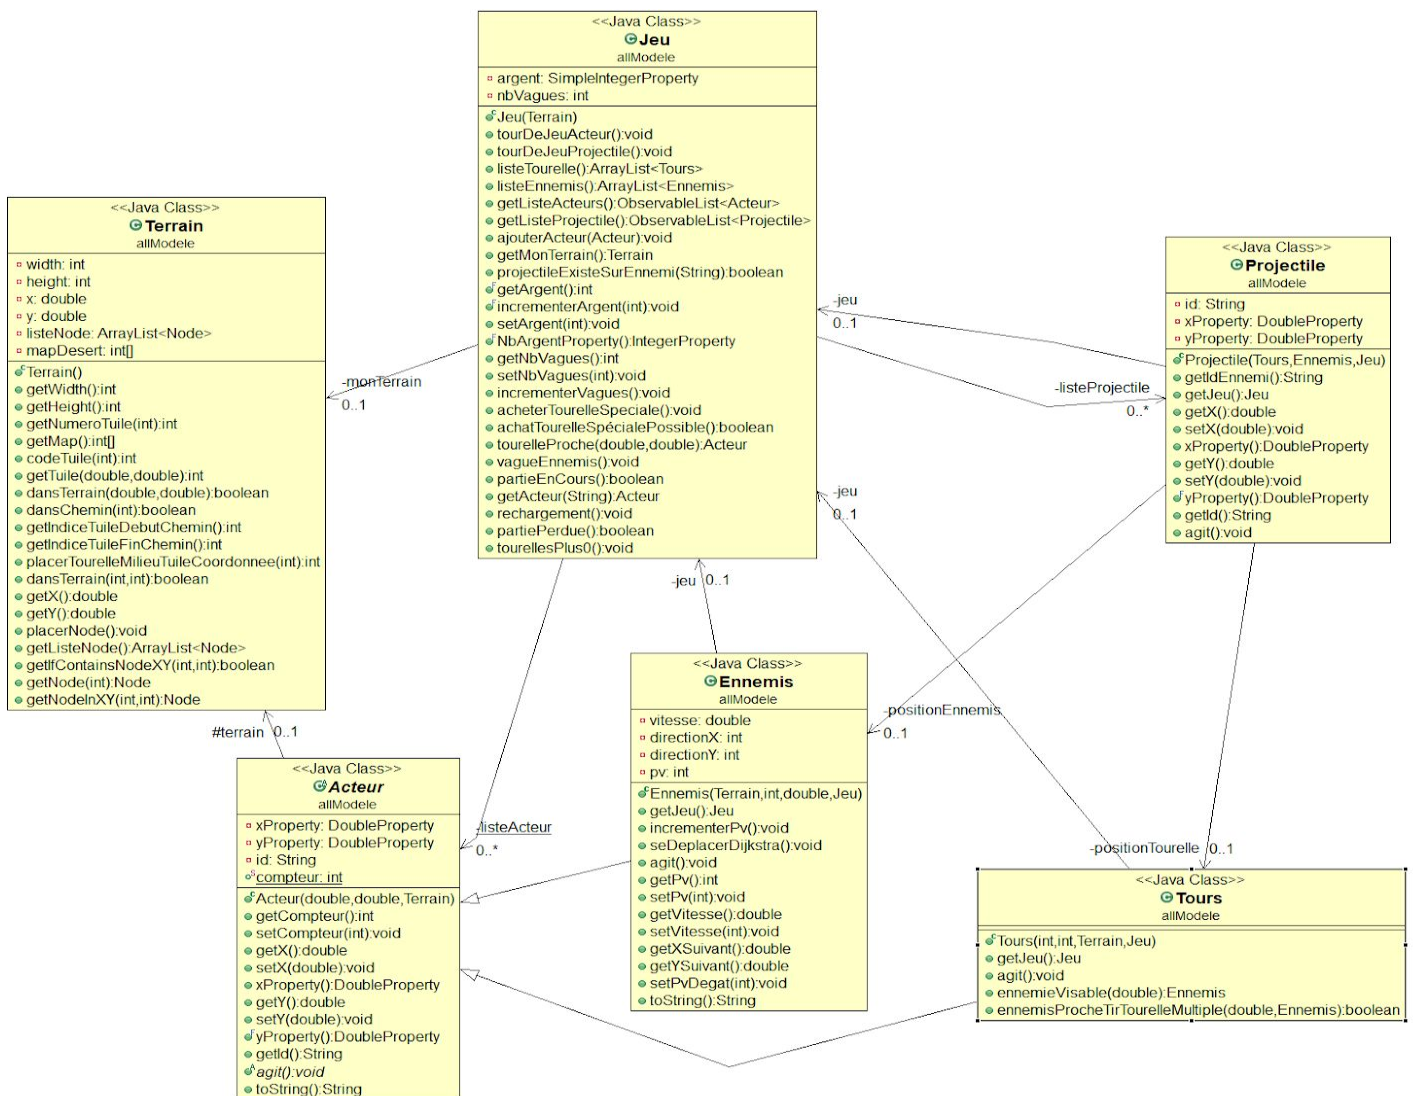 <<Java Class>>
Jeu
allModele
argent: SimpleIntegerProperty
nbVagues: int
Jeu(Terrain)
tourDeJeuActeur():void
tourDeJeuProjectile():void
listeTourelle():ArrayList<Tours>
listeEnnemis():ArrayList<Ennemis>
getListeActeurs():ObservableList<Acteur>
getListeProjectile():ObservableList<Projectile>
ajouterActeur(Acteur):void
getMonTerrain():Terrain
projectileExisteSurEnnemi(String):boolean
getArgent():int
incrementerArgent(int):void
setArgent(int):void
NbArgentProperty():IntegerProperty
getNbVagues():int
setNbVagues(int):void
incrementerVagues():void
acheterTourelleSpeciale():void
achatTourelleSpécialePossible():boolean
tourelleProche(double,double):Acteur
vagueEnnemis():void
partieEnCours():boolean
getActeur(String):Acteur
rechargement():void
partiePerdue():boolean
tourellesPlus0():void
<<Java Class>>
Terrain
allModele
width: int
height: int
x: double
y: double
listeNode: ArrayList<Node>
mapDesert: int[]
Terrain()
getWidth():int
getHeight():int
getNumeroTuile(int):int
getMap():int[]
codeTuile(int):int
getTuile(double,double):int
dansTerrain(double,double):boolean
dansChemin(int):boolean
getIndiceTuileDebutChemin():int
getIndiceTuileFinChemin():int
placerTourelleMilieuTuileCoordonnee(int):int
dansTerrain(int,int):boolean
getX():double
getY():double
placerNode():void
getListeNode():ArrayList<Node>
getIfContainsNodeXY(int,int):boolean
getNode(int):Node
getNodeInXY(int,int):Node
<<Java Class>>
Projectile
allModele
id: String
xProperty: DoubleProperty
yProperty: DoubleProperty
Projectile(Tours,Ennemis,Jeu)
getIdEnnemi():String
getJeu():Jeu
getX():double
setX(double):void
xProperty():DoubleProperty
getY():double
setY(double):void
yProperty():DoubleProperty
getId():String
agit():void
-monTerrain
0..1
-jeu
0..1
-listeProjectile
0..*
-jeu
0..1
-jeu 0..1
-positionEnnemis
0..1
#terrain 0..1
-listeActeur
0..*
-positionTourelle 0..1
<<Java Class>>
Ennemis
allModele
vitesse: double
directionX: int
directionY: int
pv: int
Ennemis(Terrain,int,double,Jeu)
getJeu():Jeu
incrementerPv():void
seDeplacerDijkstra():void
agit():void
getPv():int
setPv(int):void
getVitesse():double
setVitesse(int):void
getXSuivant():double
getYSuivant():double
setPvDegat(int):void
toString():String
<<Java Class>>
Acteur
allModele
xProperty: DoubleProperty
yProperty: DoubleProperty
id: String
compteur: int
Acteur(double,double,Terrain)
getCompteur():int
setCompteur(int):void
getX():double
setX(double):void
xProperty():DoubleProperty
getY():double
setY(double):void
yProperty():DoubleProperty
getId():String
agit():void
toString():String
<<Java Class>>
Tours
allModele
Tours(int,int,Terrain,Jeu)
getJeu():Jeu
agit():void
ennemieVisable(double):Ennemis
ennemisProcheTirTourelleMultiple(double,Ennemis):boolean